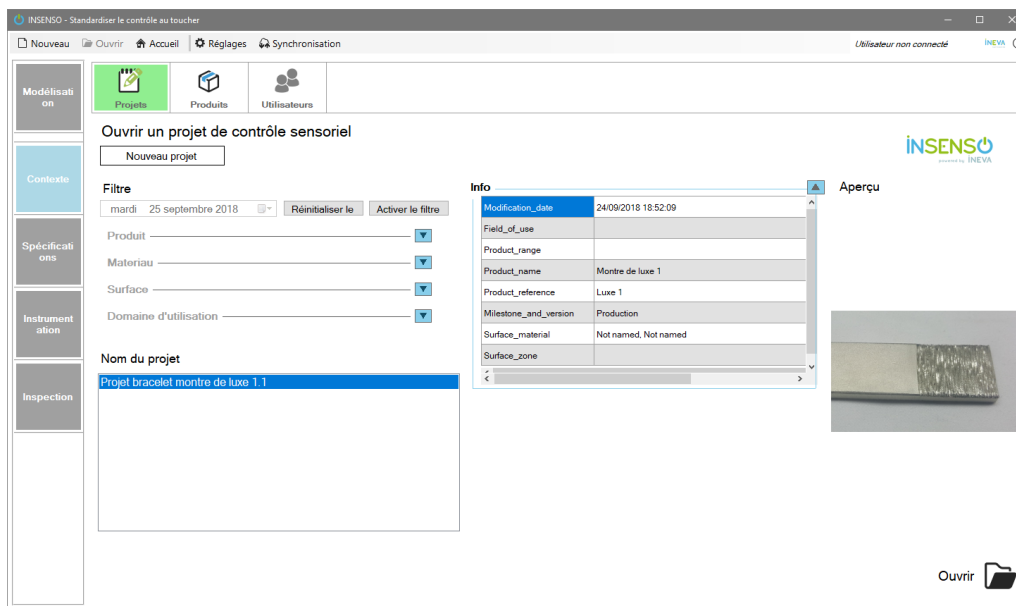 INSENSO - Standardiser le contrôle au toucher
Nouveau Ouvrir Accueil Réglages Synchronisation Utilisateur non connecté INEVA
Modélisati
on
Contexte
Spécificati
ons
Instrument
ation
Inspection
Projets Produits Utilisateurs
Ouvrir un projet de contrôle sensoriel
Nouveau projet
INSENSO
powered by INEVA
Filtre
mardi 25 septembre 2018 Réinitialiser le Activer le filtre
Produit
Materiau
Surface
Domaine d'utilisation
Nom du projet
Projet bracelet montre de luxe 1.1
Info
Modification_date 24/09/2018 18:52:09
Field_of_use
Product_range
Product_name Montre de luxe 1
Product_reference Luxe 1
Milestone_and_version Production
Surface_material Not named, Not named
Surface_zone
Aperçu
Ouvrir